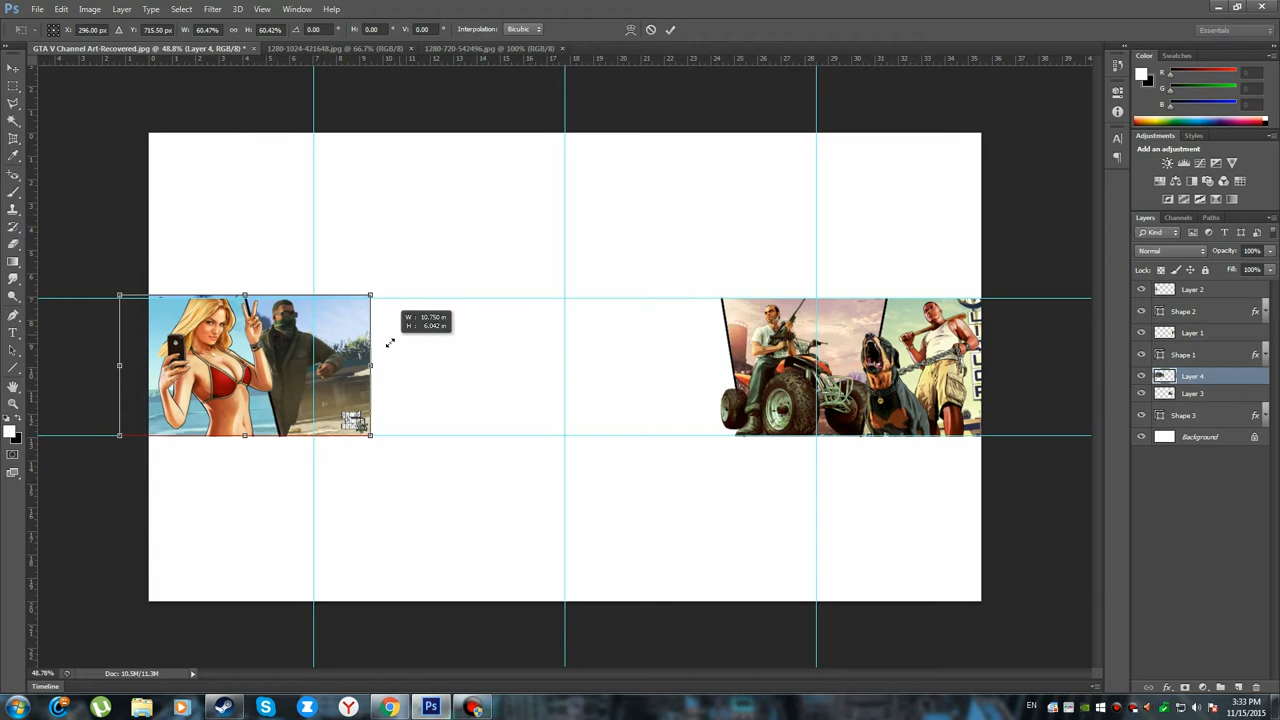 Ps File Edit Image Layer Type Select Filter 3D View Window Help
X: 296.00 px Y: 715.50 px W: 60.47% H: 60.42% 0.00 ° H: 0.00 ° V: 0.00 ° Interpolation: Bicubic Essentials
GTA V Channel Art-Recovered.jpg @ 48.8% (Layer 4, RGB/8) * × 1280-1024-421648.jpg @ 66.7% (RGB/8) × 1280-720-542496.jpg @ 100% (RGB/8) ×
Color Swatches
R 0
G 0
B 0
Adjustments Styles
Add an adjustment
Layers Channels Paths
Kind
Normal Opacity: 100%
Lock: Fill: 100%
Layer 2
Shape 2
Layer 1
Shape 1
Layer 4
Layer 3
Shape 3
Background
W: 10.750 in
H: 6.042 in
48.78% Doc: 10.5M/11.3M
Timeline
EN 3:33 PM
11/15/2015